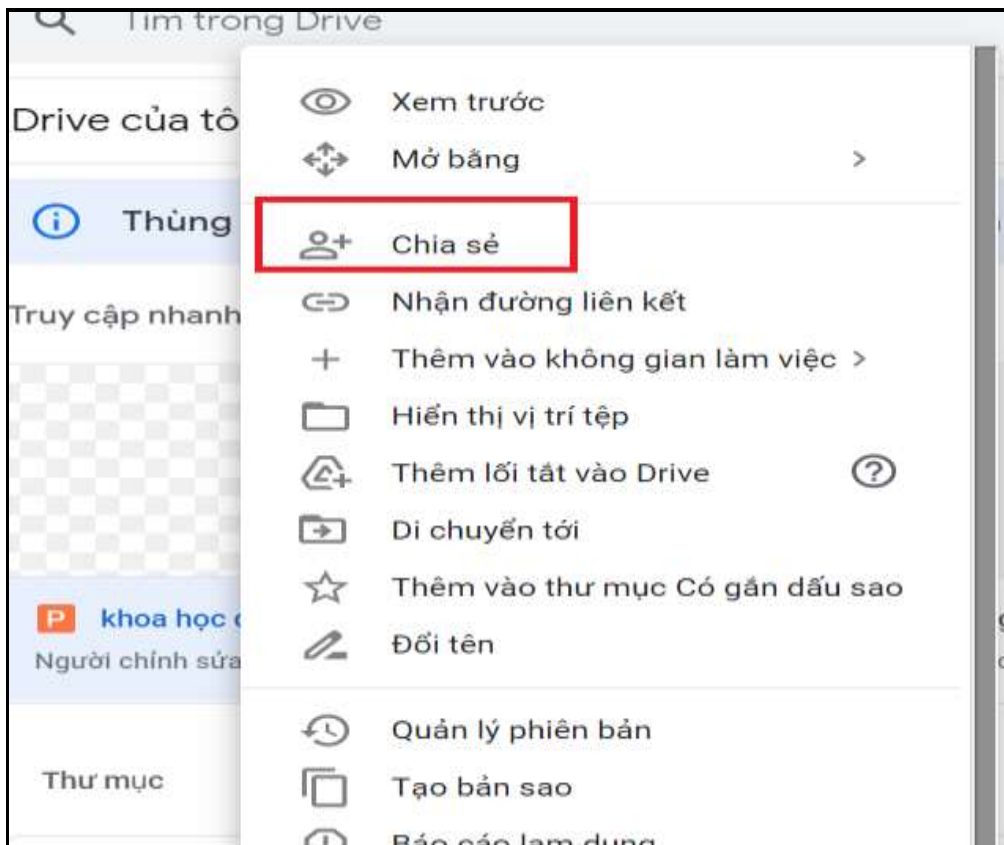 Tìm trong Drive
Xem trước
Drive của tô
Mở bằng
Thùng
Chia sẻ
Nhận đường liên kết
Truy cập nhanh
Thêm vào không gian làm việc
Hiển thị vị trí tệp
Thêm lối tắt vào Drive
Di chuyển tới
Thêm vào thư mục Có gắn dấu sao
P khoa học
Đổi tên
Người chỉnh sửa
Quản lý phiên bản
Thư mục
Tạo bản sao
Báo cáo lạm dụng